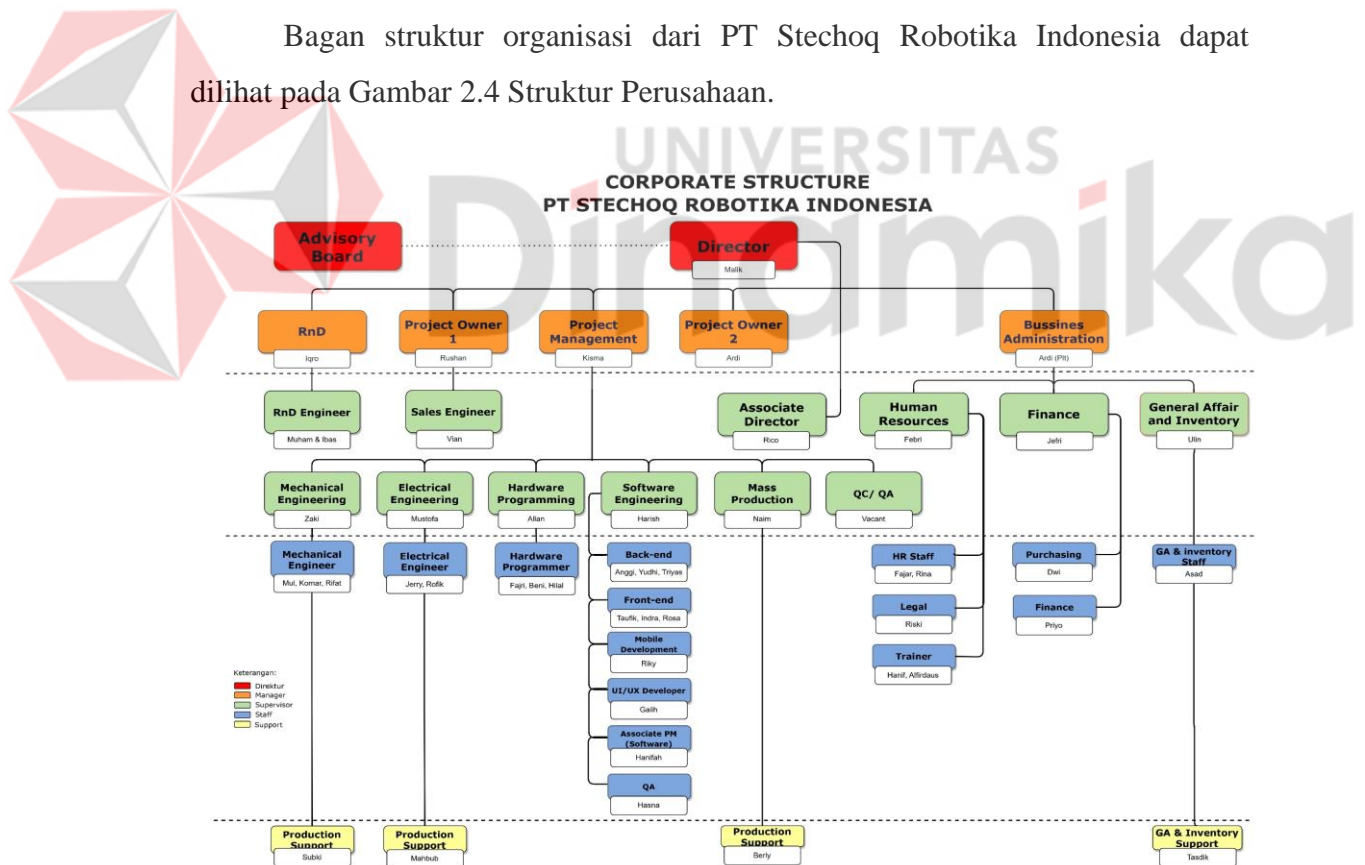 Bagan struktur organisasi dari PT Stechoq Robotika Indonesia dapat
dilihat pada Gambar 2.4 Struktur Perusahaan.
UNIVERSITAS
Dinamika
CORPORATE STRUCTURE
PT STECHOQ ROBOTIKA INDONESIA
Advisory
Board
Director
Malik
RnD
Iqro
Project Owner
1
Rushan
Project
Management
Kisma
Project Owner
2
Ardi
Bussines
Administration
Ardi (Plt)
RnD Engineer
Muham & Ibas
Sales Engineer
Vian
Associate
Director
Rico
Human
Resources
Febri
Finance
Jefri
General Affair
and Inventory
Ulin
Mechanical
Engineering
Zaki
Electrical
Engineering
Mustofa
Hardware
Programming
Allan
Software
Engineering
Harish
Mass
Production
Naim
QC/ QA
Vacant
Mechanical
Engineer
Mul, Komar, Rifat
Electrical
Engineer
Jerry, Rofik
Hardware
Programmer
Fajri, Beni, Hilal
Back-end
Anggi, Yudhi, Triyas
Front-end
Taufik, Indra, Rosa
Mobile
Development
Riky
UI/UX Developer
Galih
Associate PM
(Software)
Hanifah
QA
Hasna
HR Staff
Fajar, Rina
Legal
Riski
Trainer
Hanif, Alfirdaus
Purchasing
Dwi
Finance
Priyo
GA & inventory
Staff
Asad
Keterangan:
Direktur
Manager
Supervisor
Staff
Support
Production
Support
Subki
Production
Support
Mahbub
Production
Support
Berly
GA & Inventory
Support
Tasdik